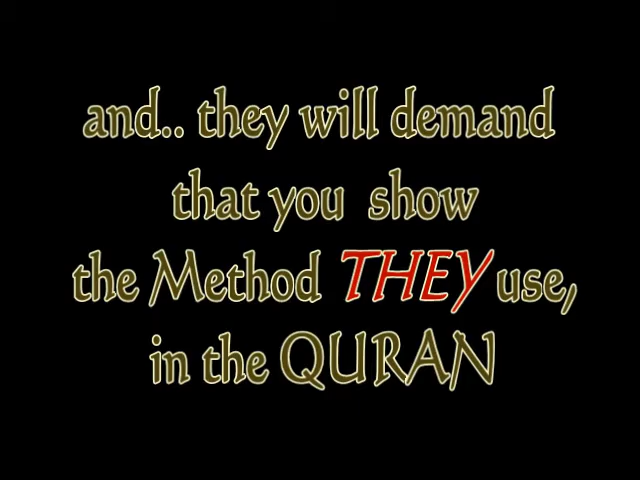 and.. they will demand
that you show
the Method THEY use,
in the QURAN